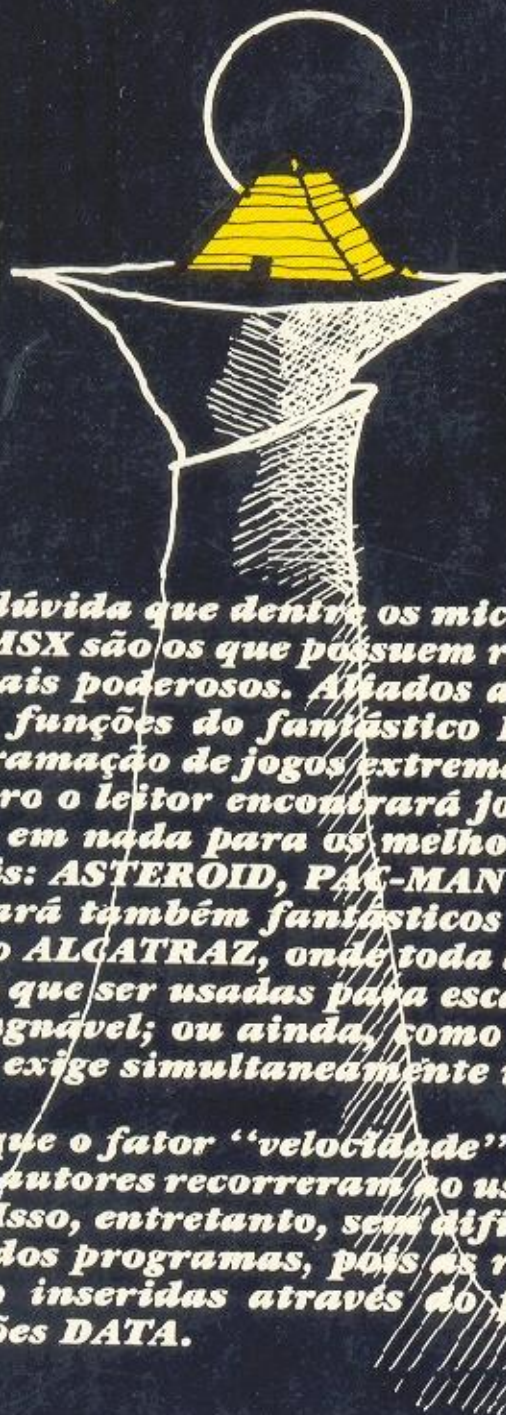 dúvida que dentre os mic
MSX são os que possuem r
ais poderosos. Aliados a
funções do fantástico
ramação de jogos extrema
ro o leitor encontrará jo
em nada para os melho
is: ASTEROID, PAC-MAN
ará também fantásticos
o ALCATRAZ, onde toda
que ser usadas para esca
gnável; ou ainda, como
exige simultaneamente
que o fator “velocidade”
autores recorreram ao us
Isso, entretanto, sem difi
dos programas, pois as r
o inseridas através do
ões DATA.